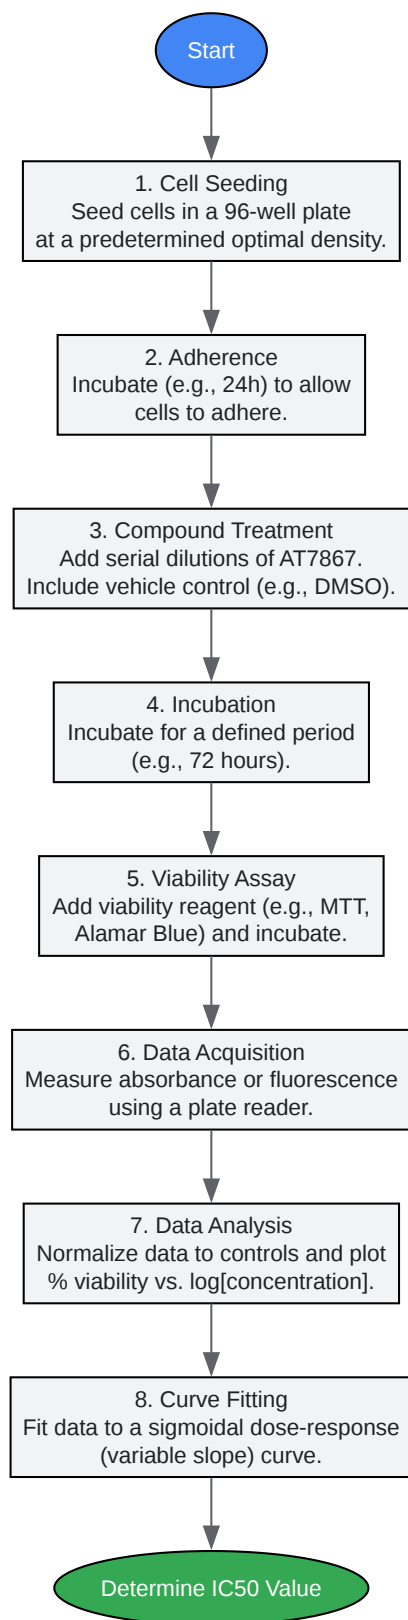 Start
1. Cell Seeding
Seed cells in a 96-well plate
at a predetermined optimal density.
2. Adherence
Incubate (e.g., 24h) to allow
cells to adhere.
3. Compound Treatment
Add serial dilutions of AT7867.
Include vehicle control (e.g., DMSO).
4. Incubation
Incubate for a defined period
(e.g., 72 hours).
5. Viability Assay
Add viability reagent (e.g., MTT,
Alamar Blue) and incubate.
6. Data Acquisition
Measure absorbance or fluorescence
using a plate reader.
7. Data Analysis
Normalize data to controls and plot
% viability vs. log[concentration].
8. Curve Fitting
Fit data to a sigmoidal dose-response
(variable slope) curve.
Determine IC50 Value